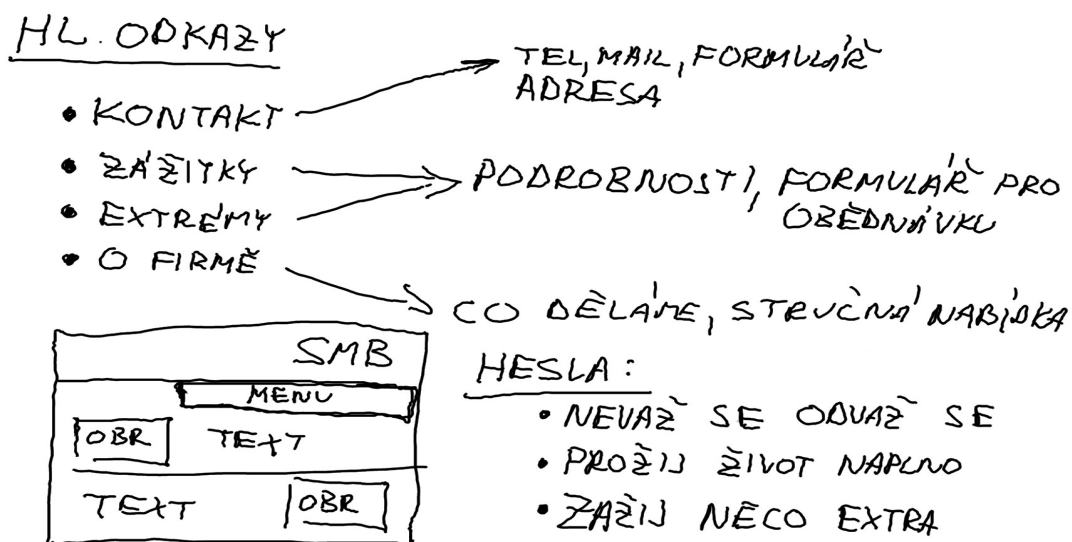 HL. ODKAZY
TEL, MAIL, FORMULÁŘ
ADRESA
• KONTAKT
• ZÁŽITKY
PODROBNOSTI, FORMULÁŘ PRO
OBĚDNÁVKU
• EXTRÉMY
• O FIRMĚ
CO DĚLÁME, STRUČNÁ NABÍDKA
SMB
MENU
OBR TEXT
TEXT OBR
HESLA:
• NEVAŽ SE ODVAŽ SE
• PROŽIJ ŽIVOT NAPLNO
• ZAŽIJ NĚCO EXTRA